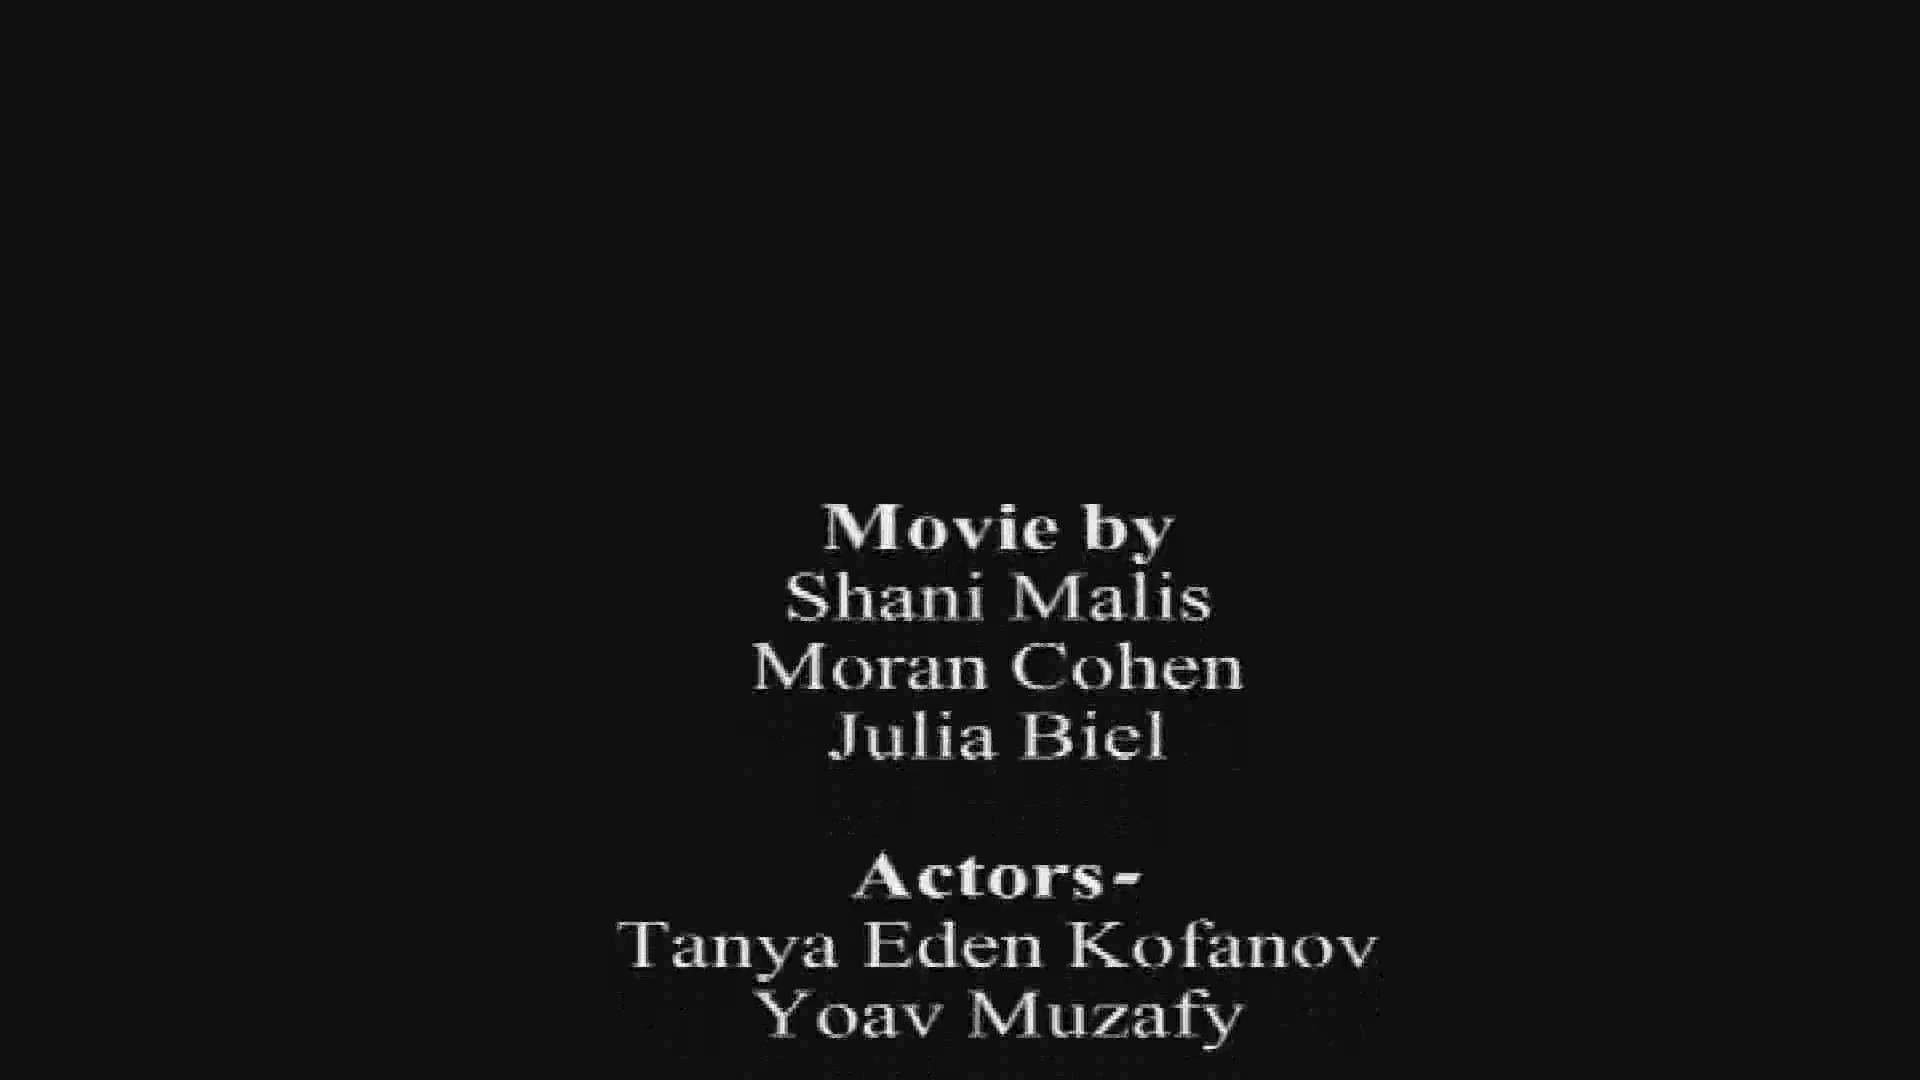 Movie by
Shani Malis
Moran Cohen
Julia Biel
Actors-
Tanya Eden Kofanov
Yoav Muzafy